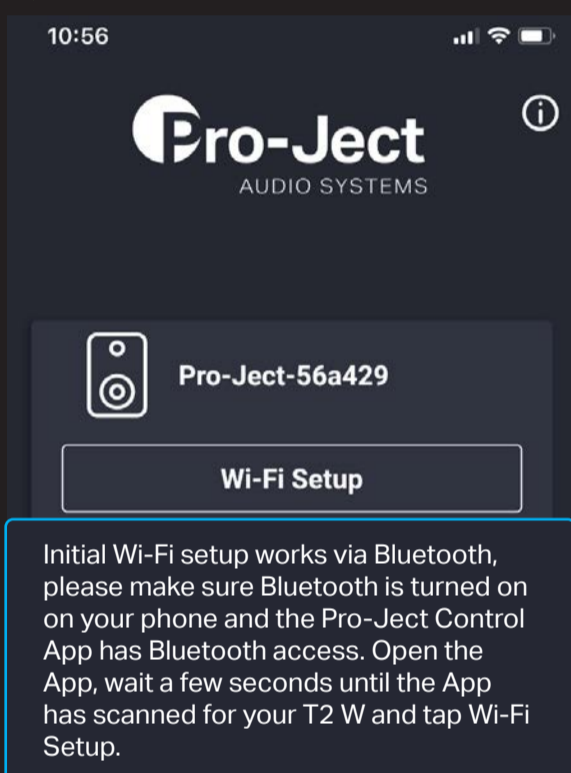 10:56
Pro-Ject
AUDIO SYSTEMS
Pro-Ject-56a429
Wi-Fi Setup
Initial Wi-Fi setup works via Bluetooth,
please make sure Bluetooth is turned on
on your phone and the Pro-Ject Control
App has Bluetooth access. Open the
App, wait a few seconds until the App
has scanned for your T2 W and tap Wi-Fi
Setup.